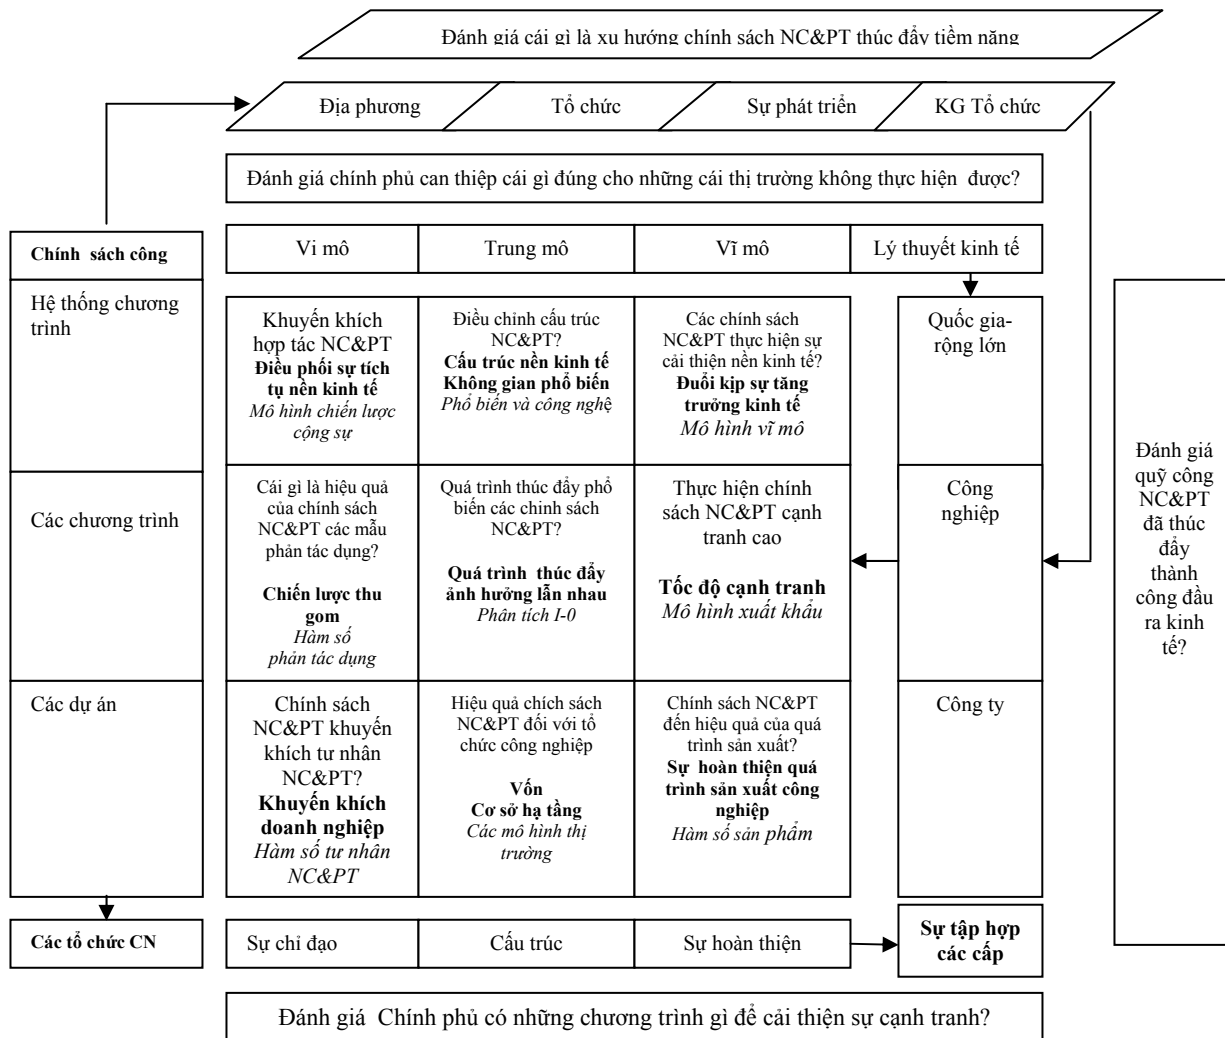 Đánh giá cái gì là xu hướng chính sách NC&PT thúc đẩy tiềm năng
Địa phương
Tổ chức
Sự phát triển
KG Tổ chức
Đánh giá chính phủ can thiệp cái gì đúng cho những cái thị trường không thực hiện được?
Chính sách công
Vi mô
Trung mô
Vĩ mô
Lý thuyết kinh tế
Hệ thống chương
trình
Khuyến khích
hợp tác NC&PT
Điều phối sự tích
tụ nền kinh tế
Mô hình chiến lược
cộng sự
Điều chỉnh cấu trúc
NC&PT?
Cấu trúc nền kinh tế
Không gian phổ biến
Phổ biến và công nghệ
Các chính sách
NC&PT thực hiện sự
cải thiện nền kinh tế?
Đuổi kịp sự tăng
trưởng kinh tế
Mô hình vĩ mô
Quốc gia-
rộng lớn
Các chương trình
Cái gì là hiệu quả
của chính sách
NC&PT các mẫu
phản tác dụng?
Chiến lược thu
gom
Hàm số
phản tác dụng
Quá trình thúc đẩy phổ
biến các chinh sách
NC&PT?
Quá trình thúc đẩy
ảnh hưởng lẫn nhau
Phân tích I-0
Thực hiện chính
sách NC&PT cạnh
tranh cao
Tốc độ cạnh tranh
Mô hình xuất khẩu
Công
nghiệp
Đánh giá
quỹ công
NC&PT
đã thúc
đẩy
thành
công đầu
ra kinh
tế?
Các dự án
Chính sách
NC&PT khuyến
khích tư nhân
NC&PT?
Khuyến khích
doanh nghiệp
Hàm số tư nhân
NC&PT
Hiệu quả chích sách
NC&PT đối với tổ
chức công nghiệp
Vốn
Cơ sở hạ tầng
Các mô hình thị
trường
Chính sách NC&PT
đến hiệu quả của quá
trình sản xuất?
Sự hoàn thiện quá
trình sản xuất công
nghiệp
Hàm số sản phẩm
Công ty
Các tổ chức CN
Sự chỉ đạo
Cấu trúc
Sự hoàn thiện
Sự tập hợp
các cấp
Đánh giá Chính phủ có những chương trình gì để cải thiện sự cạnh tranh?